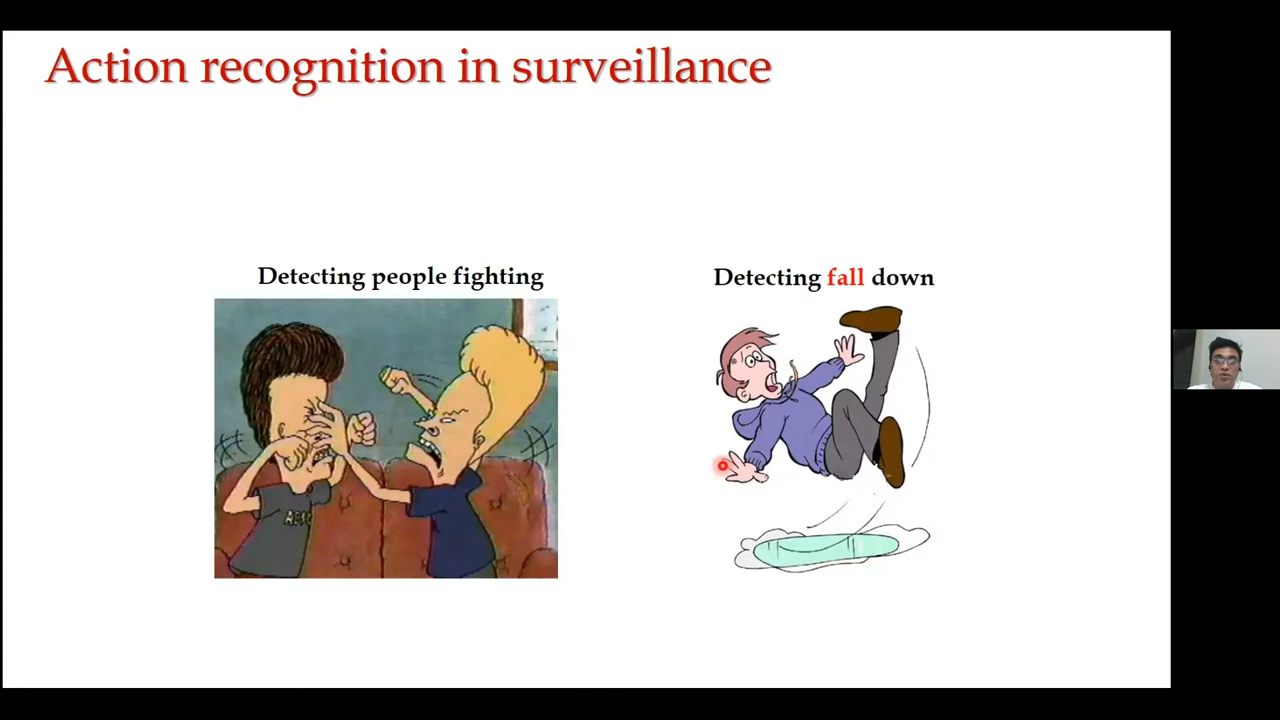 Action recognition in surveillance
Detecting people fighting
Detecting fall down